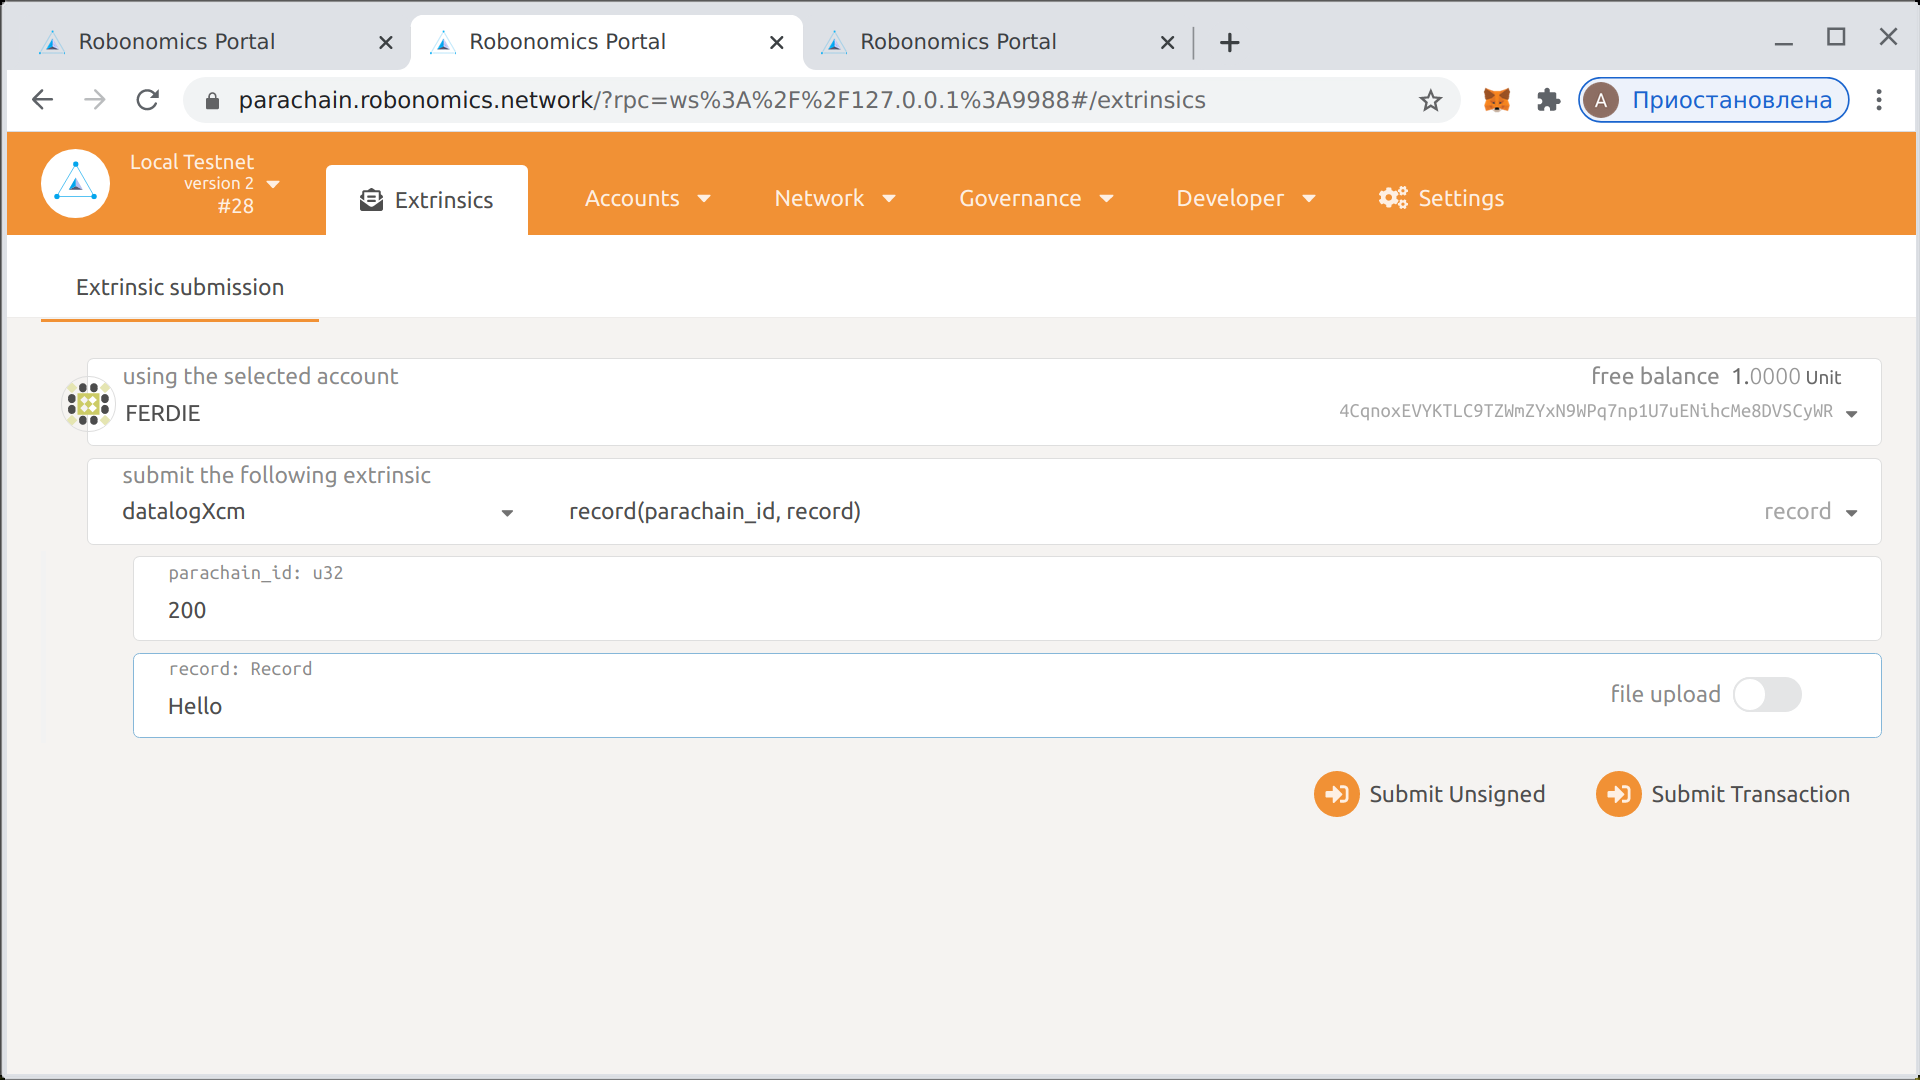 Robonomics Portal
Robonomics Portal
Robonomics Portal
parachain.robonomics.network/?rpc=ws%3A%2F%2F127.0.0.1%3A9988#/extrinsics
A Приостановлена
Local Testnet
version 2
#28
Extrinsics
Accounts
Network
Governance
Developer
Settings
Extrinsic submission
using the selected account
free balance 1.0000 Unit
FERDIE
4CqnoxEVYKTLC9TZWmZYxN9WPq7np1U7uENihcMe8DVSCyWR
submit the following extrinsic
datalogXcm
record(parachain_id, record)
record
parachain_id: u32
200
record: Record
Hello
file upload
Submit Unsigned
Submit Transaction